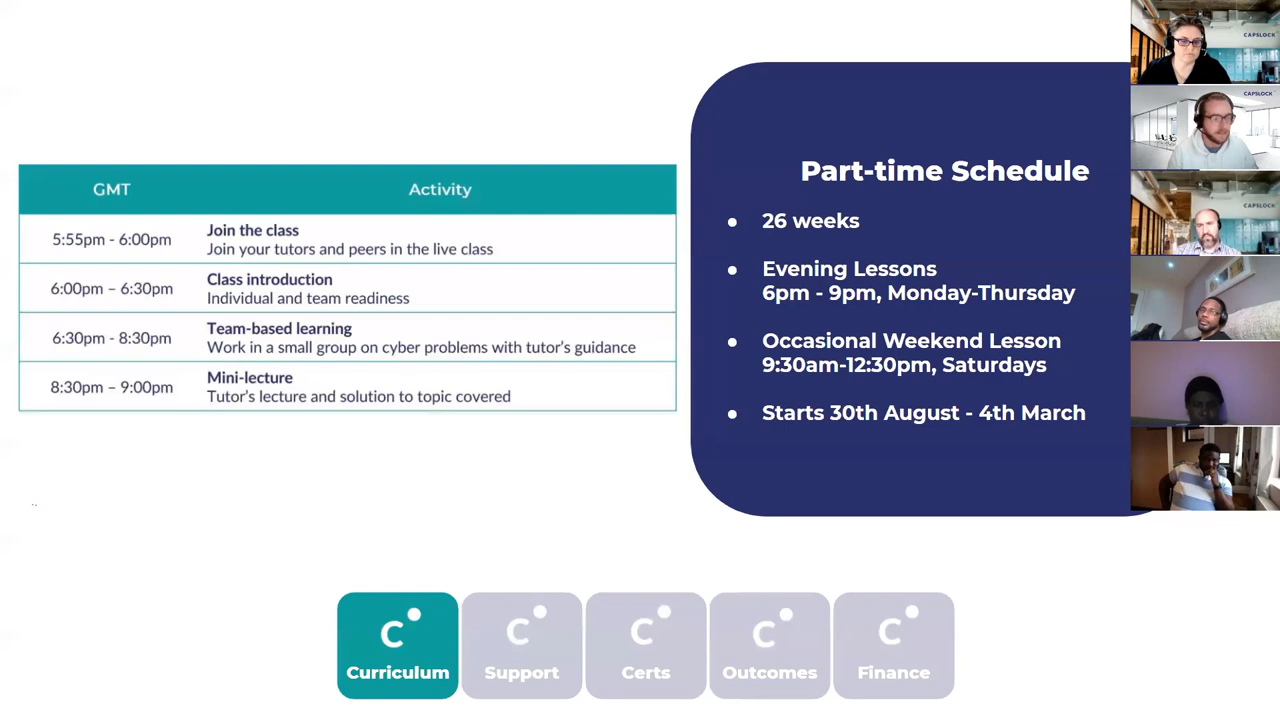 GMT Activity
5:55pm - 6:00pm
Join the class
Join your tutors and peers in the live class
6:00pm – 6:30pm
Class introduction
Individual and team readiness
6:30pm - 8:30pm
Team-based learning
Work in a small group on cyber problems with tutor's guidance
8:30pm – 9:00pm
Mini-lecture
Tutor's lecture and solution to topic covered
Part-time Schedule
• 26 weeks
• Evening Lessons
6pm - 9pm, Monday-Thursday
• Occasional Weekend Lesson
9:30am-12:30pm, Saturdays
• Starts 30th August - 4th March
CAPSLOCK
CAPSLOCK
CAPSLOCK
C
Curriculum
C
Support
C
Certs
C
Outcomes
C
Finance